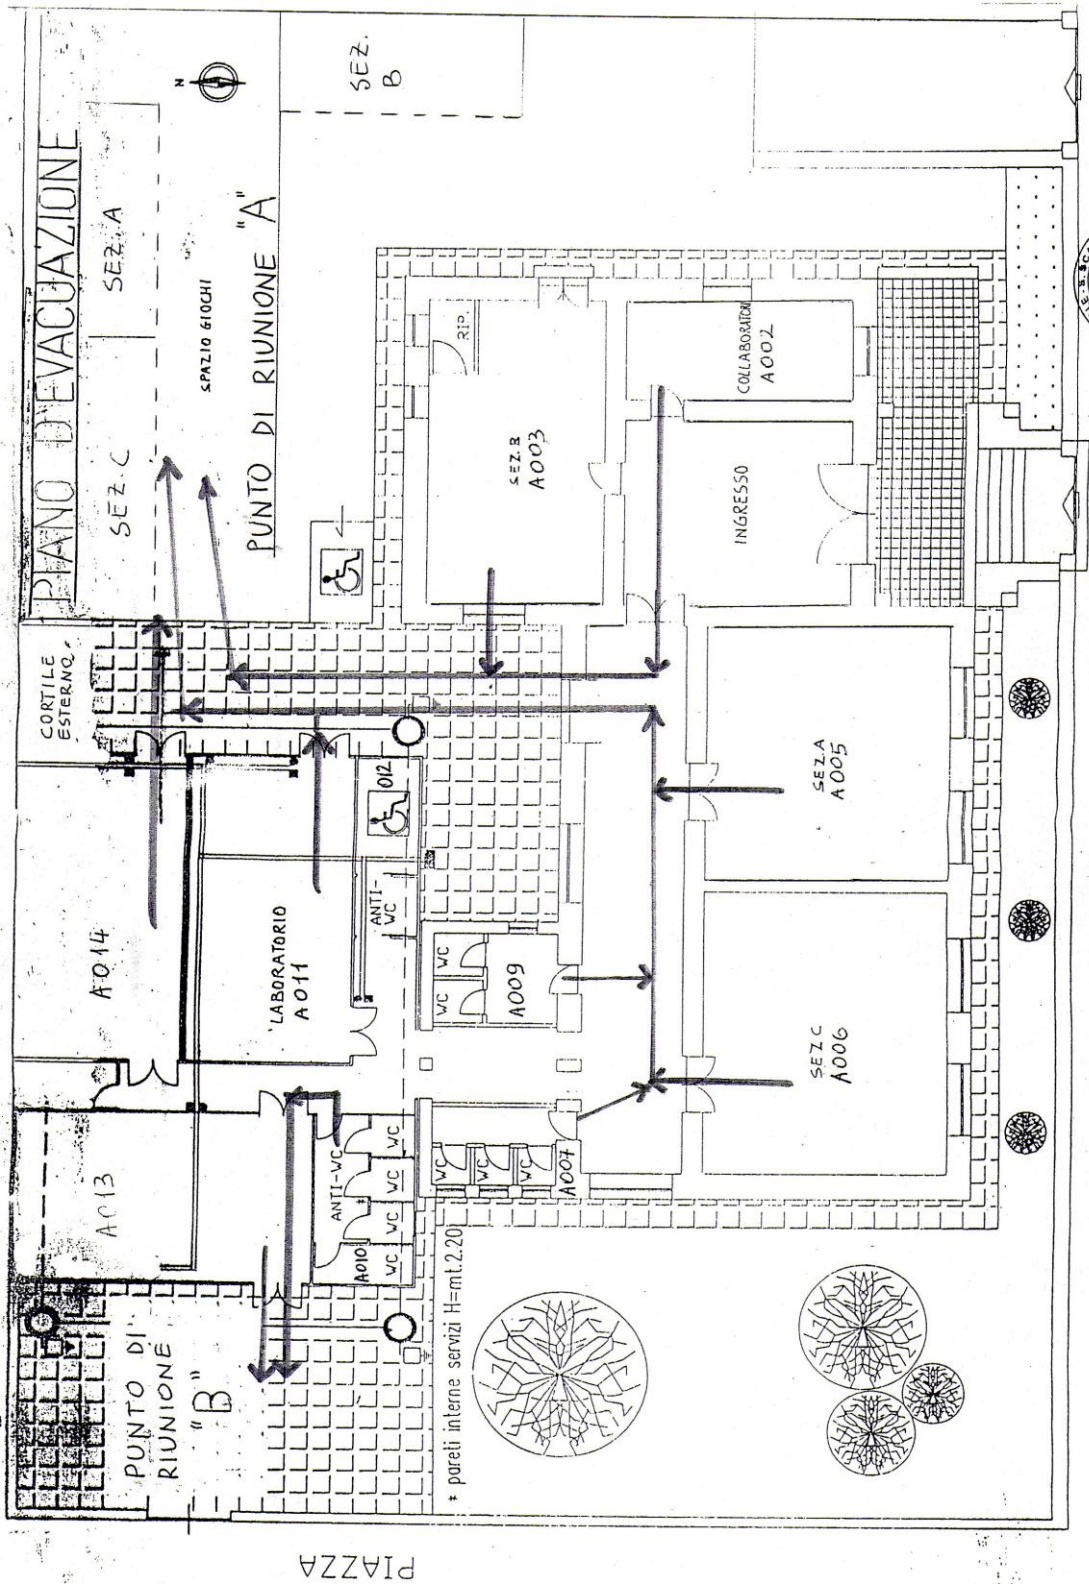 PIANO D'EVACUAZIONE
CORTILE
ESTERNO
SEZ. C
SEZ. A
N
SPAZIO GIOCHI
PUNTO DI RIUNIONE "A"
SEZ.
B
A014
A013
LABORATORIO
A011
ANTI-
WC
012
PUNTO DI
RIUNIONE
"B"
ANTI-WC
A010
WC
WC
WC
WC
WC
WC
WC
A007
WC
WC
A009
SEZ.B
A003
RIP.
COLLABORATORI
A002
INGRESSO
SEZ.A
A005
SEZ.C
A006
* pareti interne servizi H=mt.2.20
PIAZZA